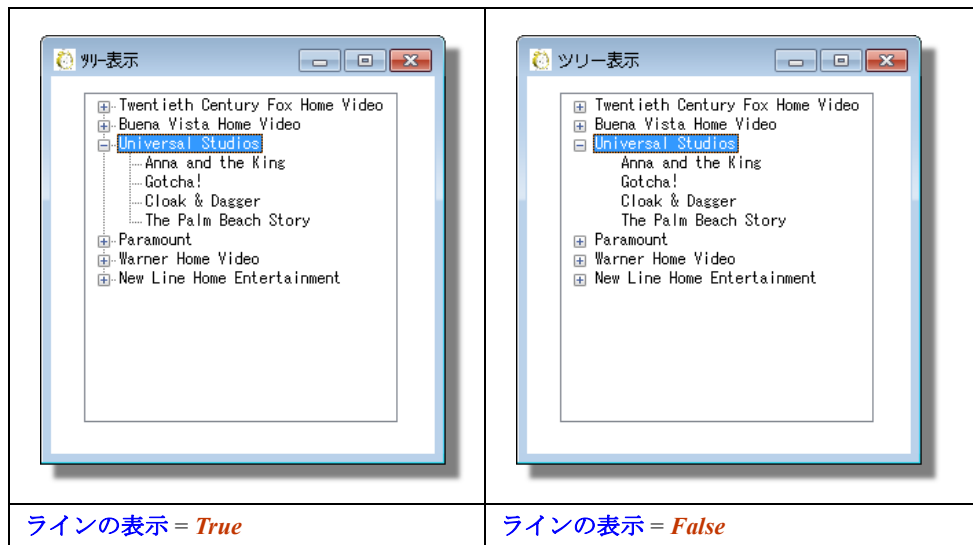 ﾂﾘｰ表示
Twentieth Century Fox Home Video
Buena Vista Home Video
Universal Studios
Anna and the King
Gotcha!
Cloak & Dagger
The Palm Beach Story
Paramount
Warner Home Video
New Line Home Entertainment
ラインの表示 = True
ツリー表示
Twentieth Century Fox Home Video
Buena Vista Home Video
Universal Studios
Anna and the King
Gotcha!
Cloak & Dagger
The Palm Beach Story
Paramount
Warner Home Video
New Line Home Entertainment
ラインの表示 = False